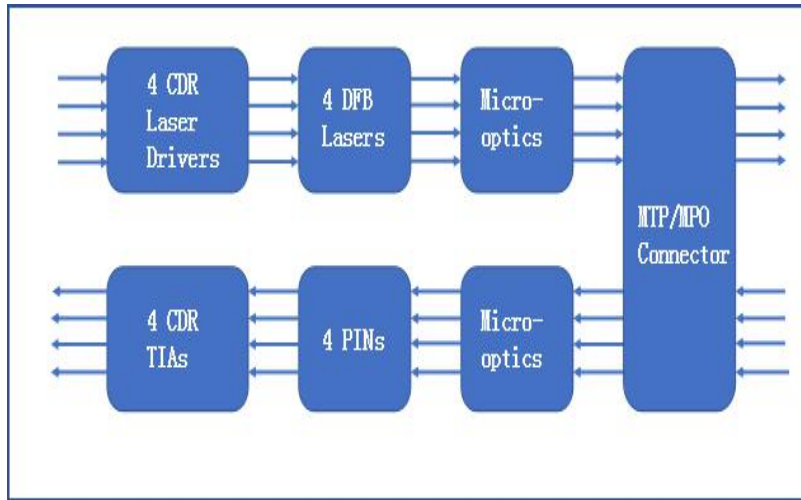 4 CDR
Laser
Drivers
4 DFB
Lasers
Micro-
optics
MTP/MPO
Connector
4 CDR
TIAs
4 PINs
Micro-
optics